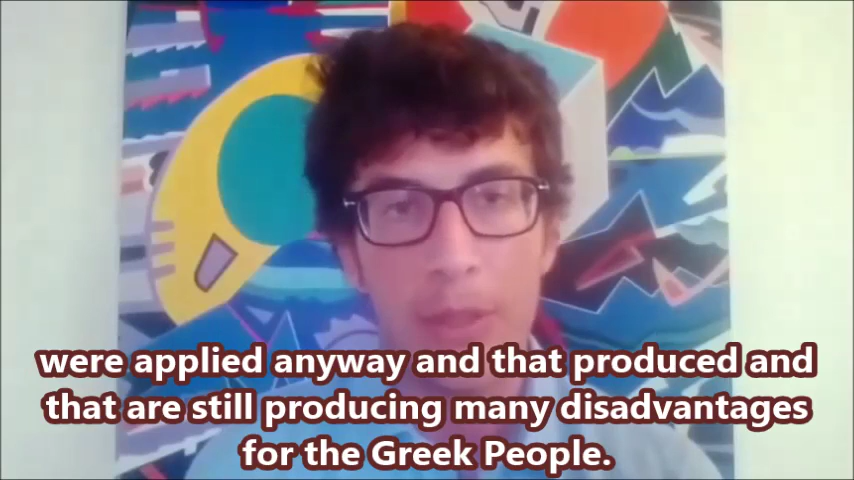 were applied anyway and that produced and
that are still producing many disadvantages
for the Greek People.